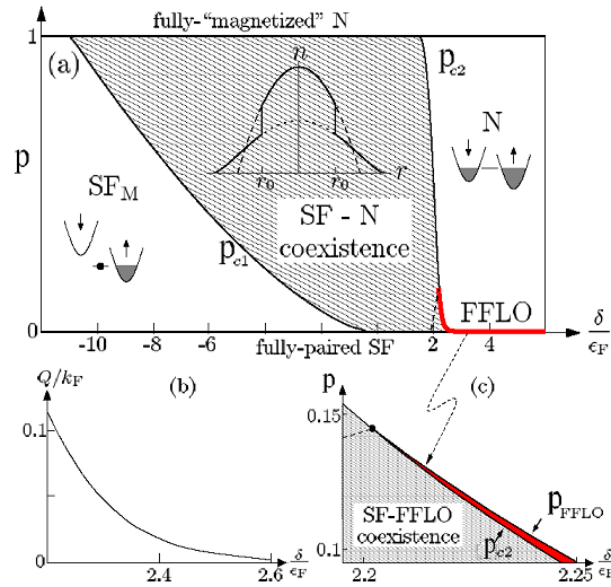 fully-"magnetized" N
1
(a)
n
p_c2
N
p
SF_M
r_0 r_0 r
SF - N
coexistence
p_c1
FFLO
0
-10 -8 -6 -4 2 4
δ/ϵ_F
fully-paired SF
Q/k_F
(b)
p
(c)
0.1
0.15
SF-FFLO
coexistence
p_c2
p_FFLO
0
2.4 2.6
δ/ϵ_F
0.1
2.2 2.25
δ/ϵ_F